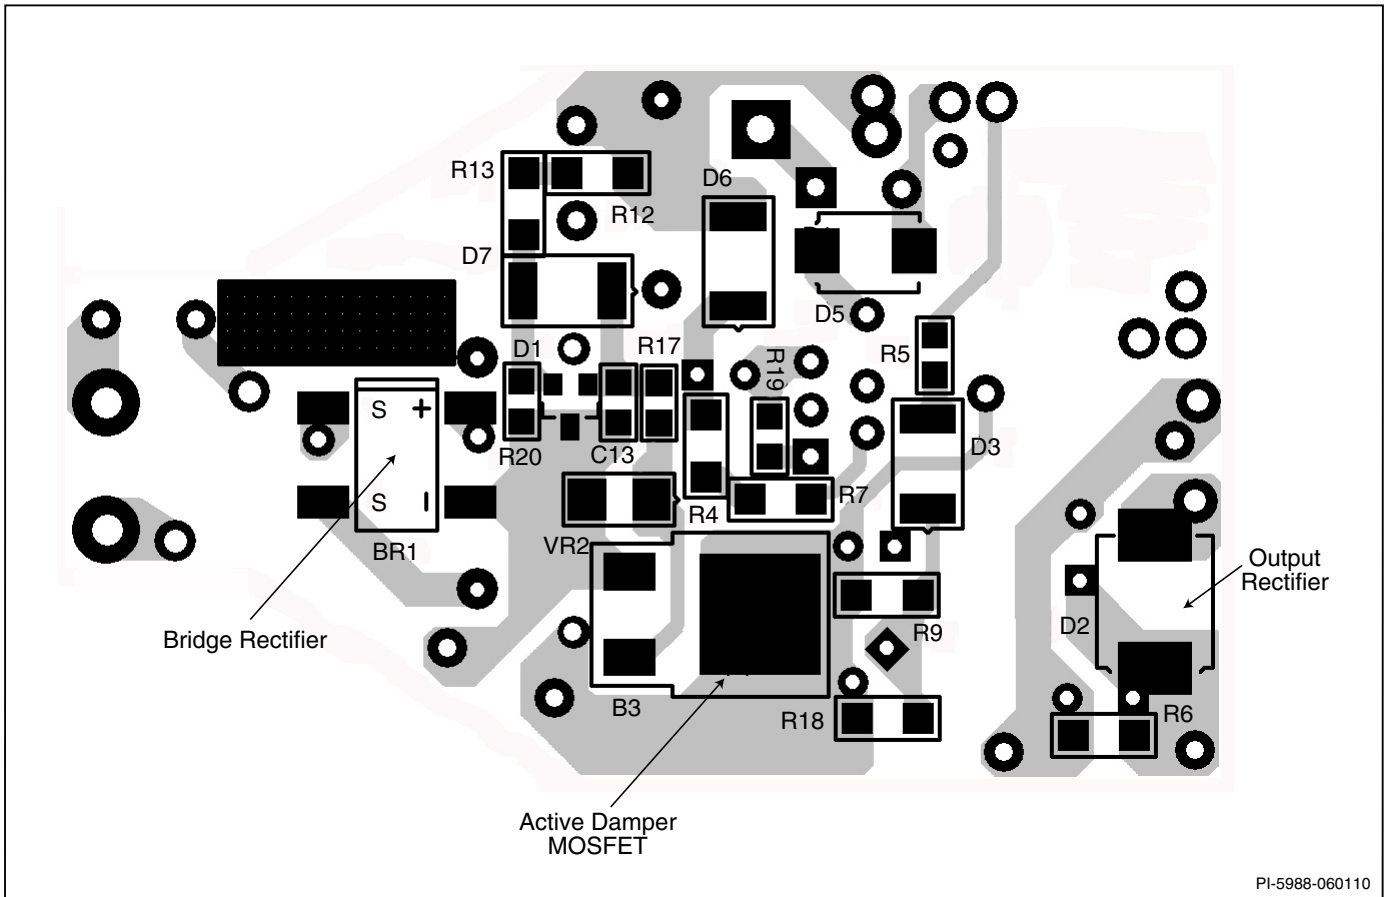 R13
R12
D6
D7
D5
D1
R17
R19
R5
S +
R20
C13
D3
S –
R4
R7
VR2
BR1
Output
Rectifier
Bridge Rectifier
R9
D2
B3
R18
R6
Active Damper
MOSFET
PI-5988-060110